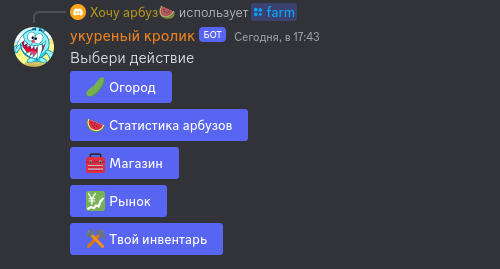 Хочу арбуз🍉 использует farm
укуреный кролик БОТ Сегодня, в 17:43
Выбери действие
Огород
Статистика арбузов
Магазин
Рынок
Твой инвентарь